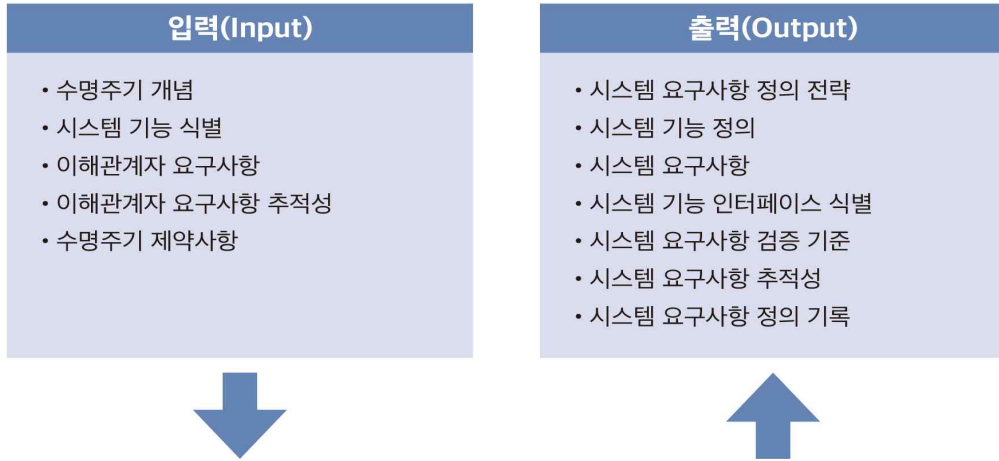 입력(Input)
• 수명주기 개념
• 시스템 기능 식별
• 이해관계자 요구사항
• 이해관계자 요구사항 추적성
• 수명주기 제약사항
출력(Output)
• 시스템 요구사항 정의 전략
• 시스템 기능 정의
• 시스템 요구사항
• 시스템 기능 인터페이스 식별
• 시스템 요구사항 검증 기준
• 시스템 요구사항 추적성
• 시스템 요구사항 정의 기록